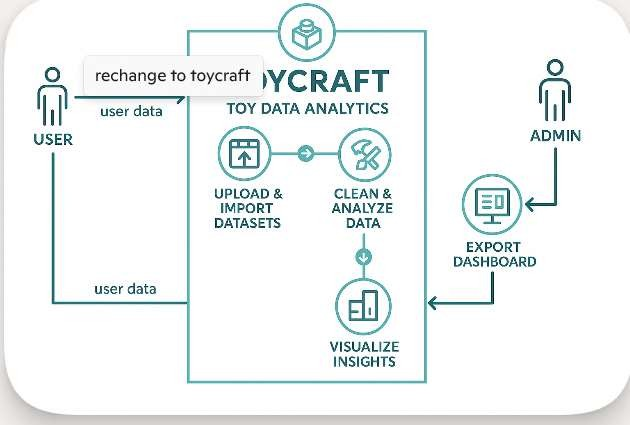 rechange to toycraft
OYCRAFT
TOY DATA ANALYTICS
user data
USER
ADMIN
UPLOAD &
IMPORT
DATASETS
CLEAN &
ANALYZE
DATA
EXPORT
DASHBOARD
user data
VISUALIZE
INSIGHTS